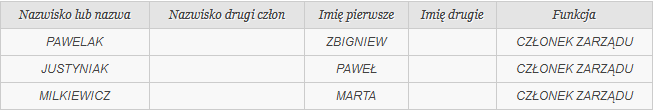 Nazwisko lub nazwa Nazwisko drugi człon Imię pierwsze Imię drugie Funkcja
PAWELAK ZBIGNIEW CZŁONEK ZARZĄDU
JUSTYNIAK PAWEŁ CZŁONEK ZARZĄDU
MILKIEWICZ MARTA CZŁONEK ZARZĄDU